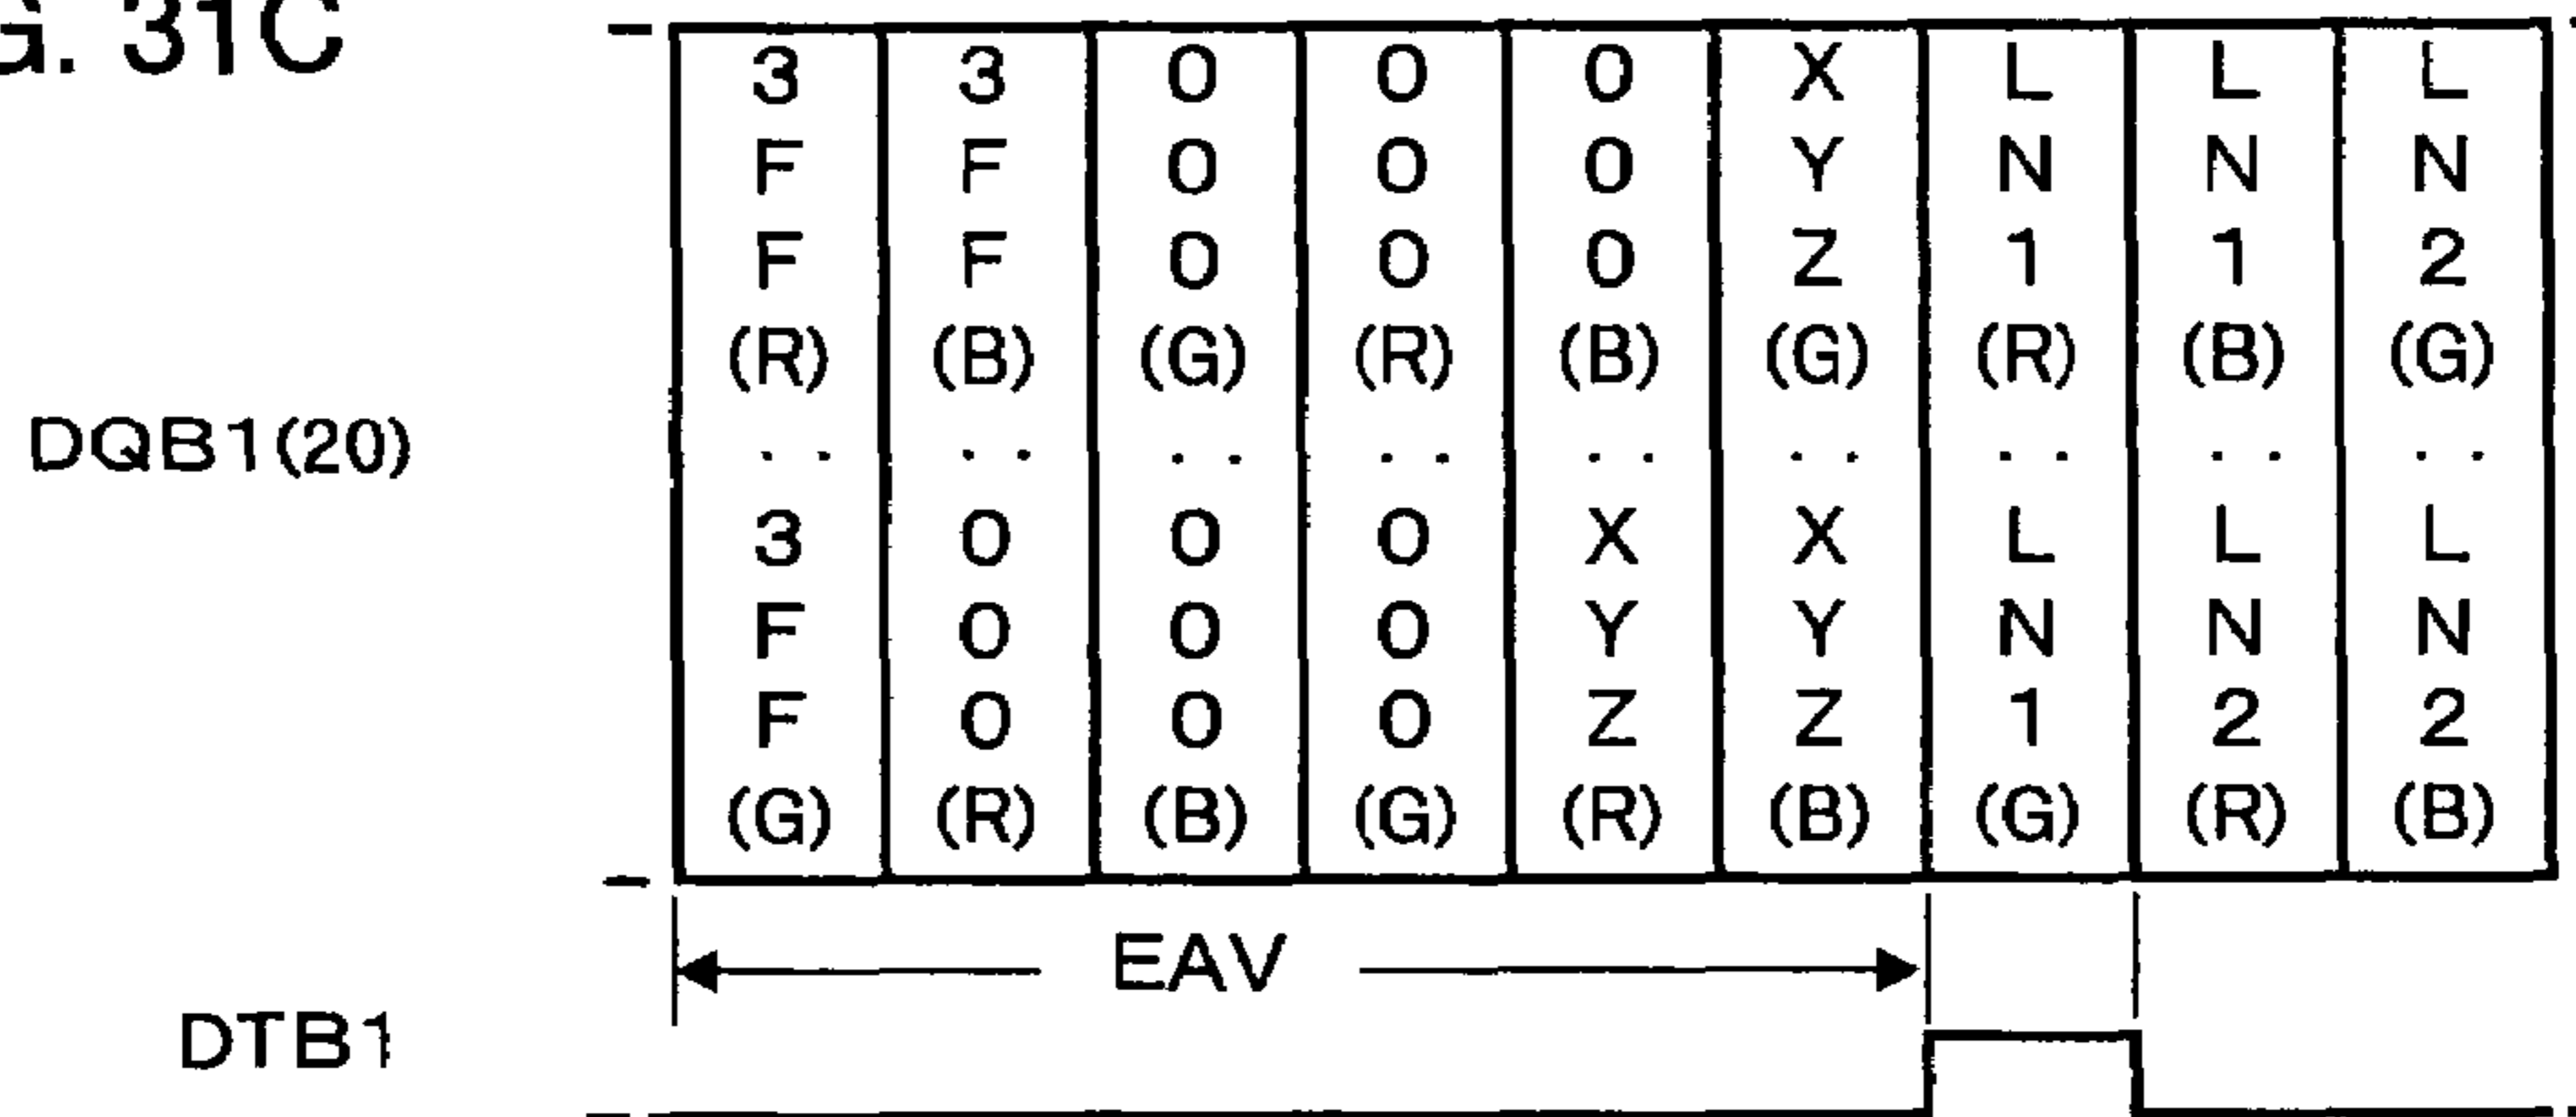 G. 31C
3 3 0 0 0 X L L L
F F 0 0 0 Y N N N
F F 0 0 0 Z 1 1 2
(R) (B) (G) (R) (B) (G) (R) (B) (G)
DQB1(20)
.. .. .. .. .. .. .. .. ..
3 0 0 0 X X L L L
F 0 0 0 Y Y N N N
F 0 0 0 Z Z 1 2 2
(G) (R) (B) (G) (R) (B) (G) (R) (B)
EAV
DTB1